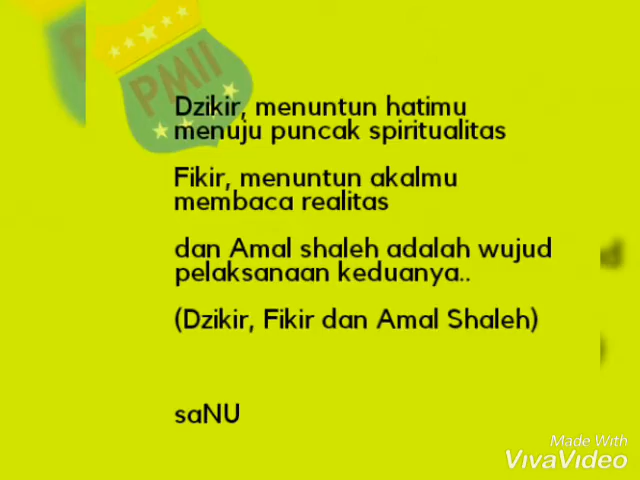 PMII
Dzikir, menuntun hatimu
menuju puncak spiritualitas
Fikir, menuntun akalmu
membaca realitas
dan Amal shaleh adalah wujud
pelaksanaan keduanya..
(Dzikir, Fikir dan Amal Shaleh)
saNU
Made With
VivaVideo